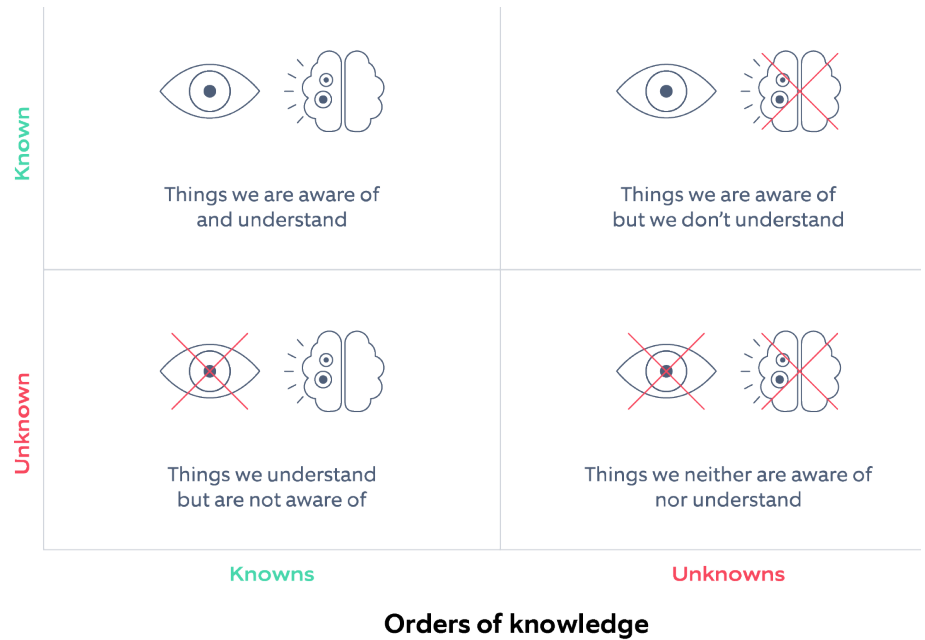 Known
Things we are aware of
and understand
Things we are aware of
but we don’t understand
Unknown
Things we understand
but are not aware of
Things we neither are aware of
nor understand
Knowns
Unknowns
Orders of knowledge